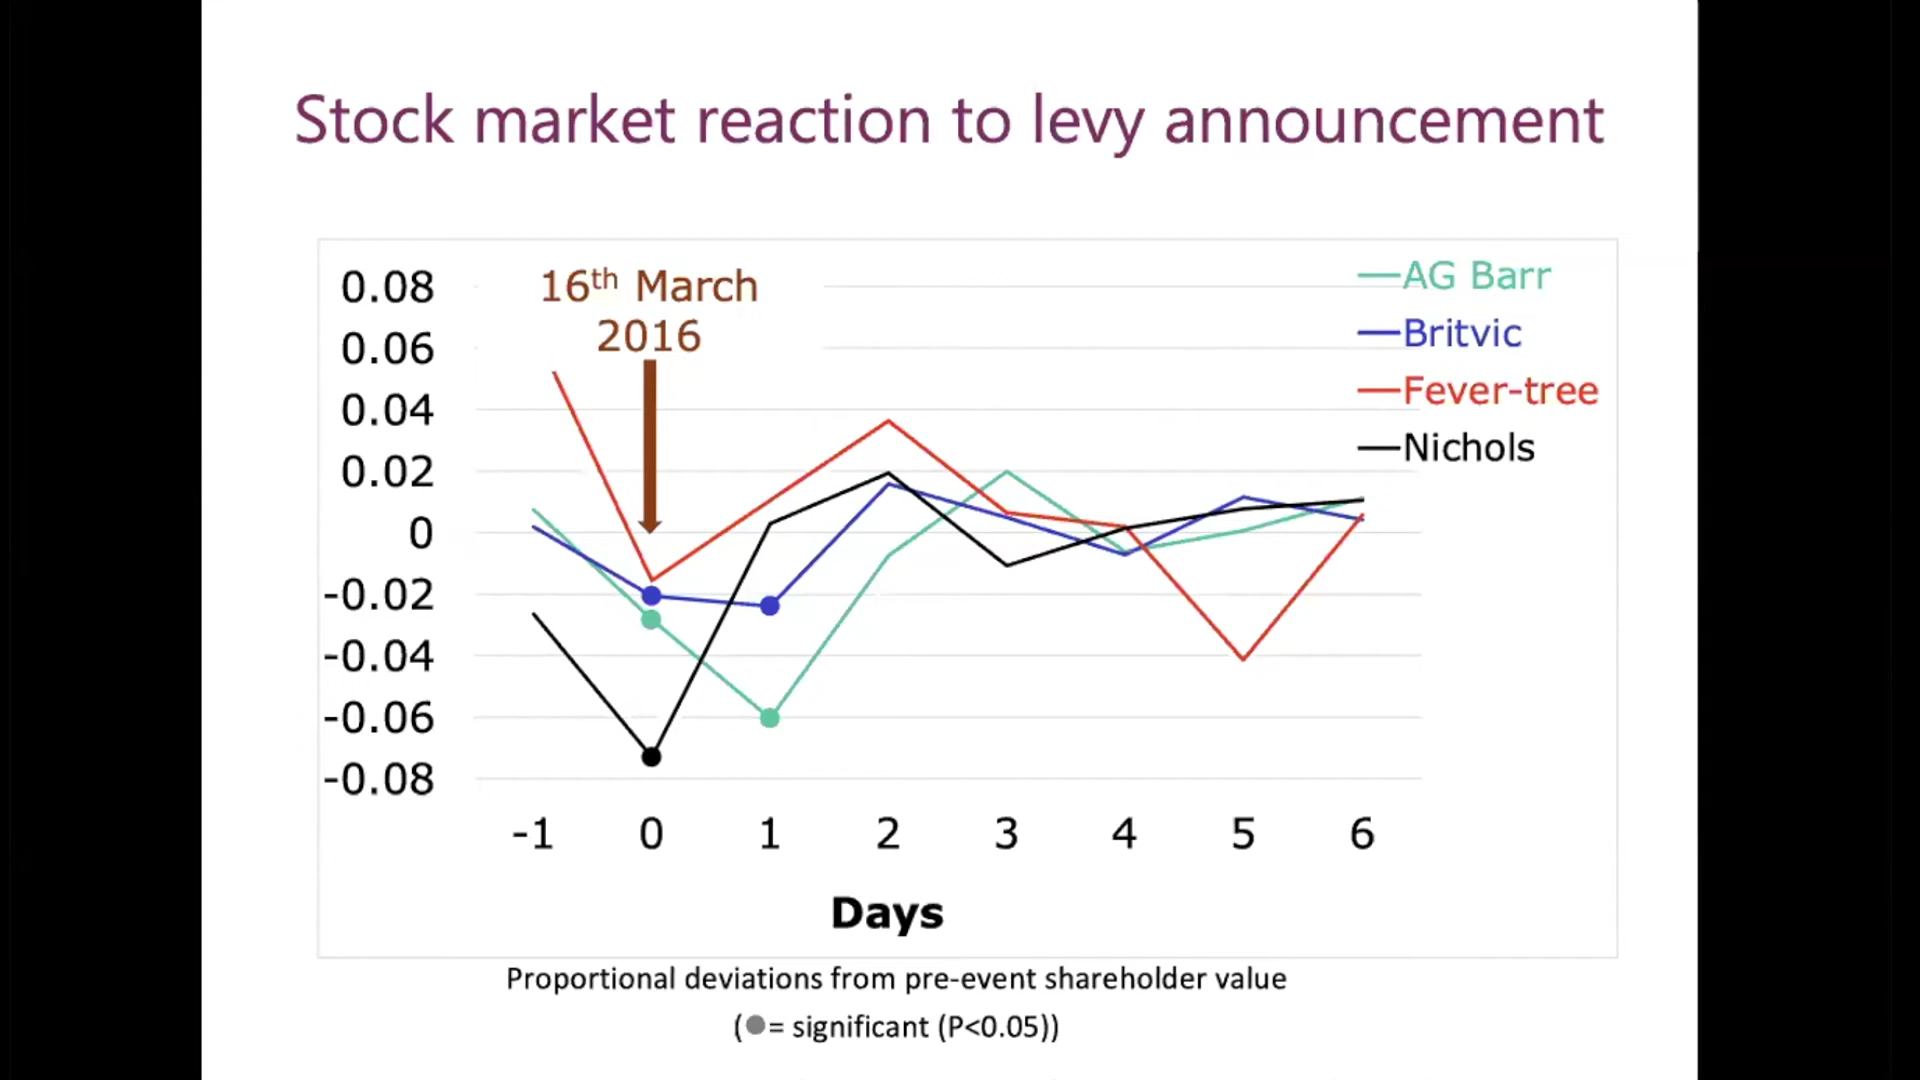 Stock market reaction to levy announcement
16th March
2016
0.08
0.06
0.04
0.02
0
-0.02
-0.04
-0.06
-0.08
AG Barr
Britvic
Fever-tree
Nichols
-1 0 1 2 3 4 5 6
Days
Proportional deviations from pre-event shareholder value
(●= significant (P<0.05))